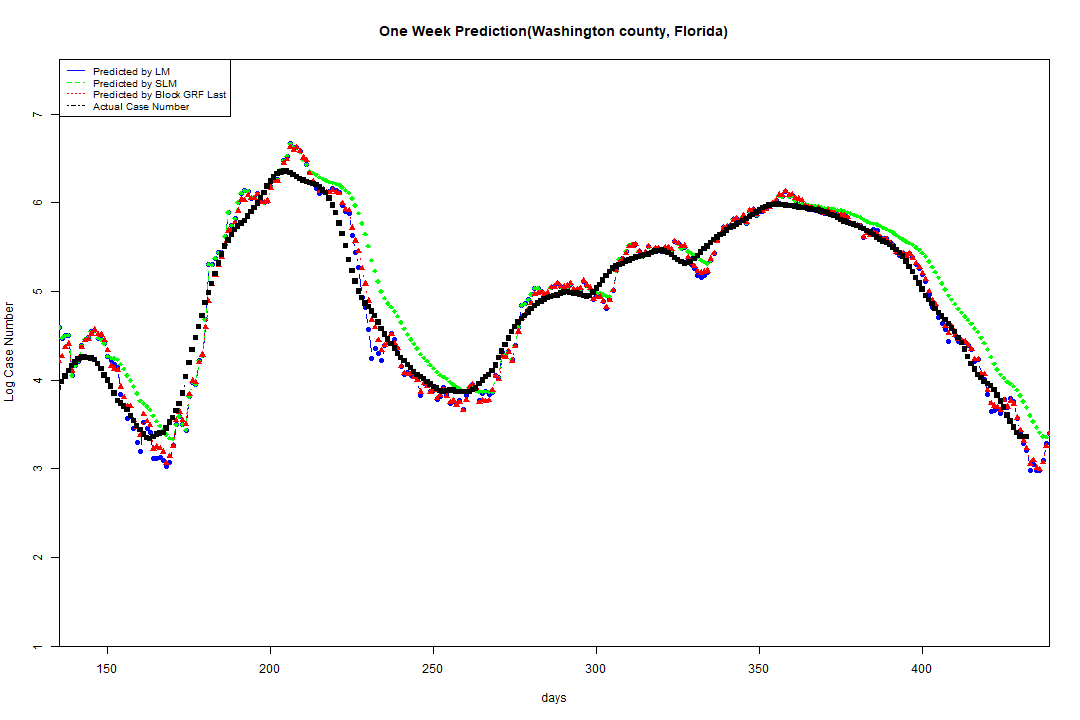 One Week Prediction(Washington county, Florida)
Predicted by LM
Predicted by SLM
Predicted by Block GRF Last
Actual Case Number
7
6
5
4
3
2
1
Log Case Number
150 200 250 300 350 400
days